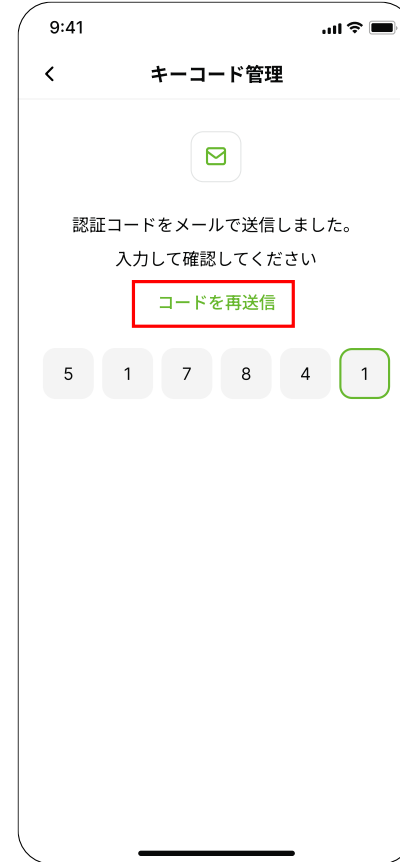 9:41
キーコード管理
認証コードをメールで送信しました。
入力して確認してください
コードを再送信
5 1 7 8 4 1